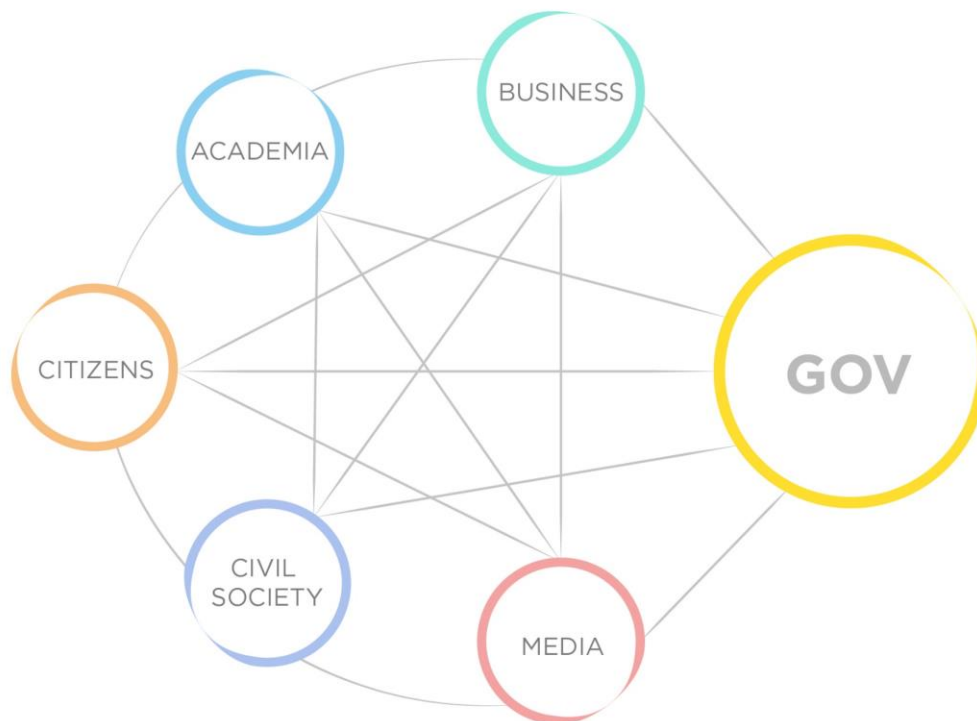 BUSINESS
ACADEMIA
CITIZENS
GOV
CIVIL
SOCIETY
MEDIA